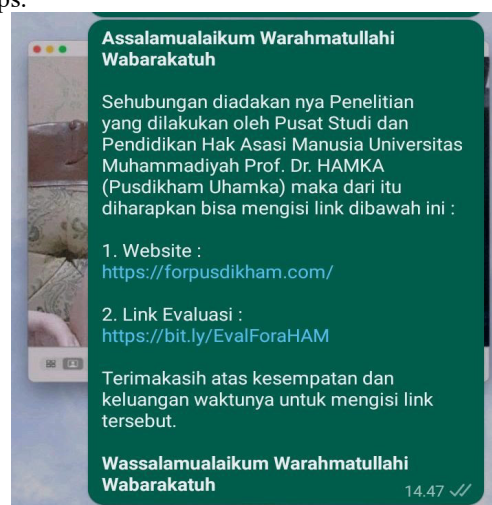 ps.
Assalamualaikum Warahmatullahi
Wabarakatuh
Sehubungan diadakan nya Penelitian
yang dilakukan oleh Pusat Studi dan
Pendidikan Hak Asasi Manusia Universitas
Muhammadiyah Prof. Dr. HAMKA
(Pusdikham Uhamka) maka dari itu
diharapkan bisa mengisi link dibawah ini :
1. Website :
https://forpusdikham.com/
2. Link Evaluasi :
https://bit.ly/EvalForaHAM
Terimakasih atas kesempatan dan
keluangan waktunya untuk mengisi link
tersebut.
Wassalamualaikum Warahmatullahi
Wabarakatuh
14.47